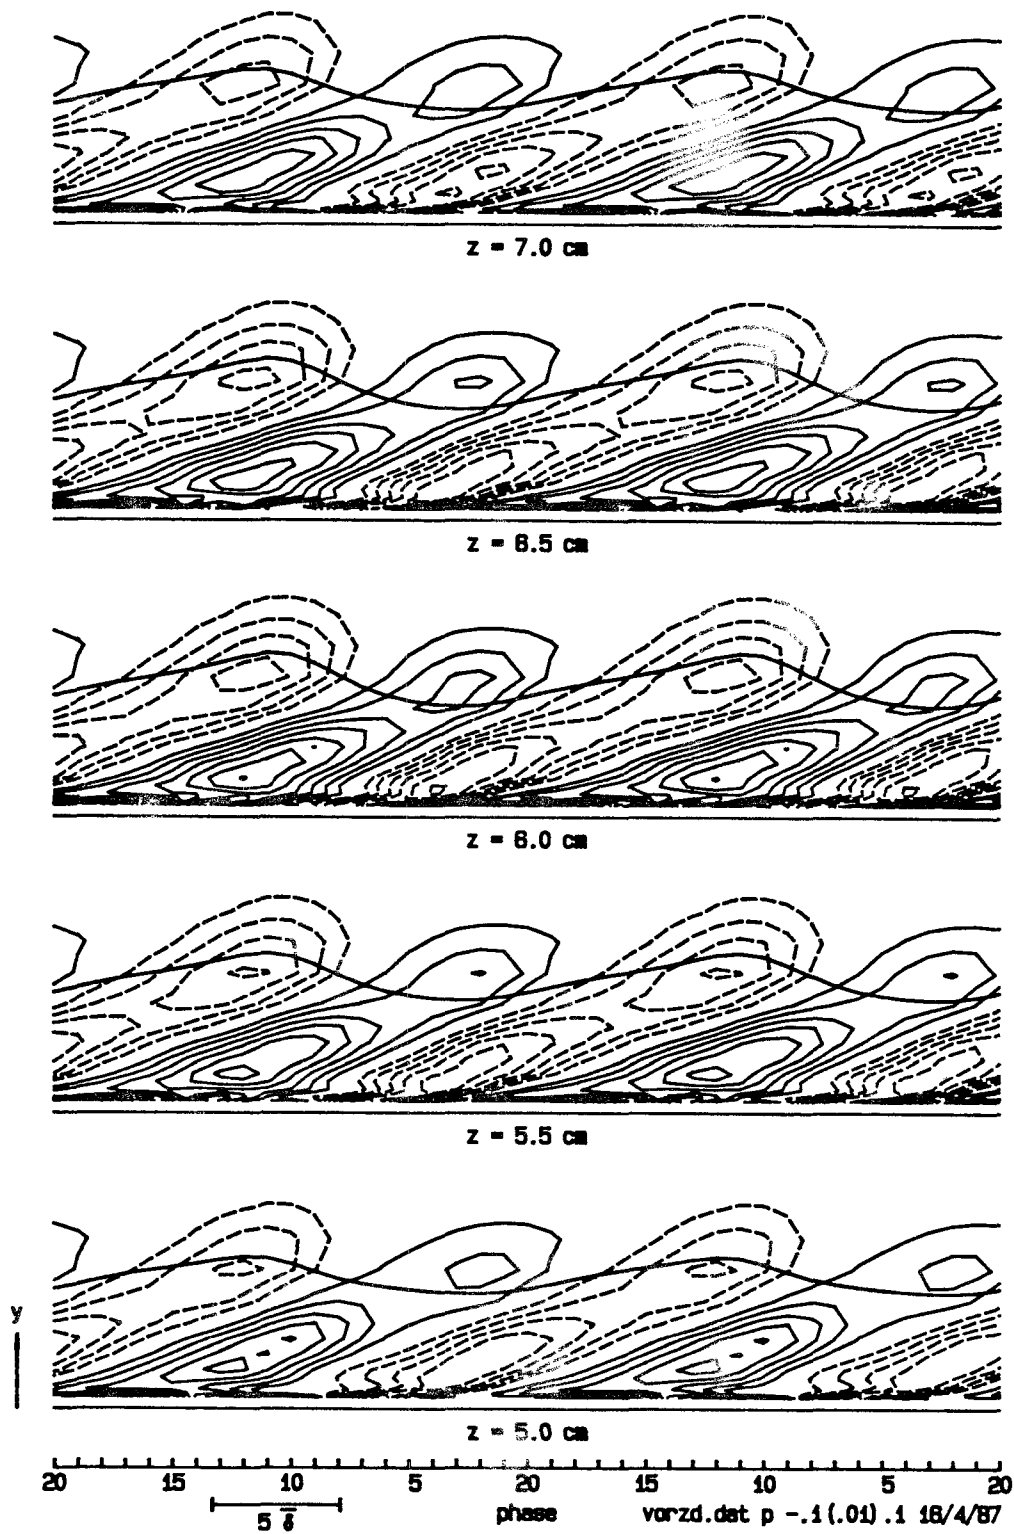 z = 7.0 cm
z = 6.5 cm
z = 6.0 cm
z = 5.5 cm
y
z = 5.0 cm
20 15 10 5 20 15 10 5 20
5 δ̅ phase vorzd.dat p -.1(.01).1 16/4/87